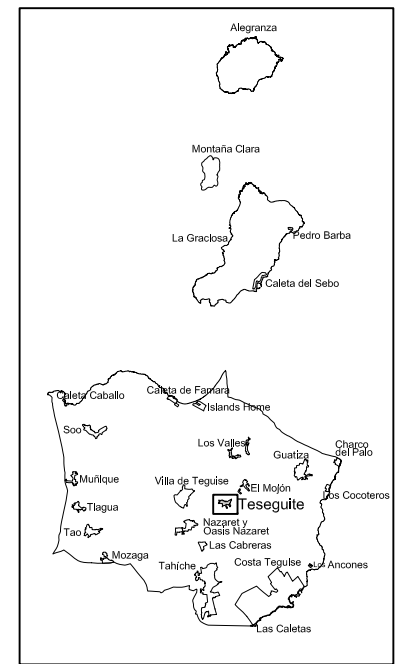 Alegranza
Montaña Clara
La Graciosa
Pedro Barba
Caleta del Sebo
Caleta Caballo
Caleta de Famara
Islands Home
Soo
Los Valles
Guatiza
Charco
del Palo
Muñique
Villa de Teguise
El Mojón
Los Cocoteros
Tiagua
Teseguite
Nazaret y
Oasis Nazaret
Tao
Las Cabreras
Mozaga
Tahíche
Costa Teguise
Los Ancones
Las Caletas